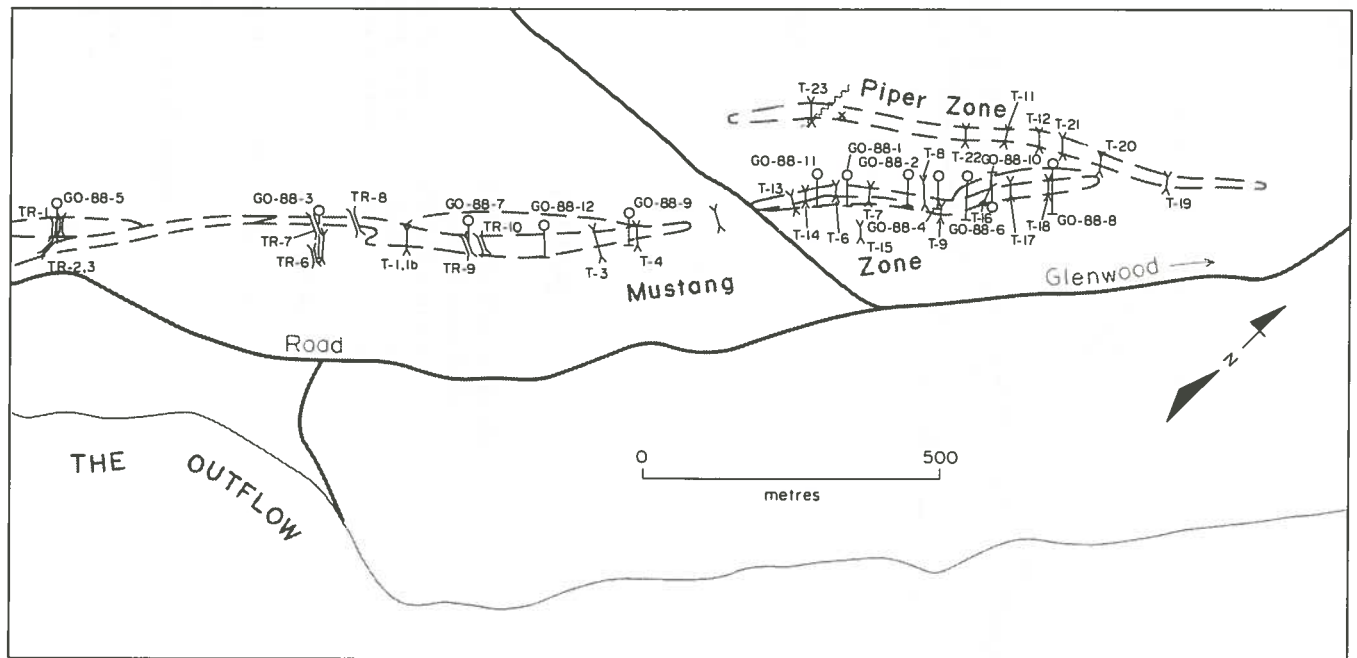 T-23
Piper Zone
T-11
T-12
T-21
T-20
GO-88-11
GO-88-1
GO-88-2
T-8
T-22
GO-88-10
T-13
T-19
TR-1
GO-88-5
GO-88-3
TR-8
GO-88-7
GO-88-12
GO-88-9
T-14
T-6
T-7
GO-88-4
T-15
T-9
T-16
GO-88-6
T-17
T-18
GO-88-8
TR-7
TR-6
TR-10
TR-2,3
T-1,1b
TR-9
T-3
T-4
Mustang
Zone
Glenwood
Road
N
THE OUTFLOW
0 500
metres